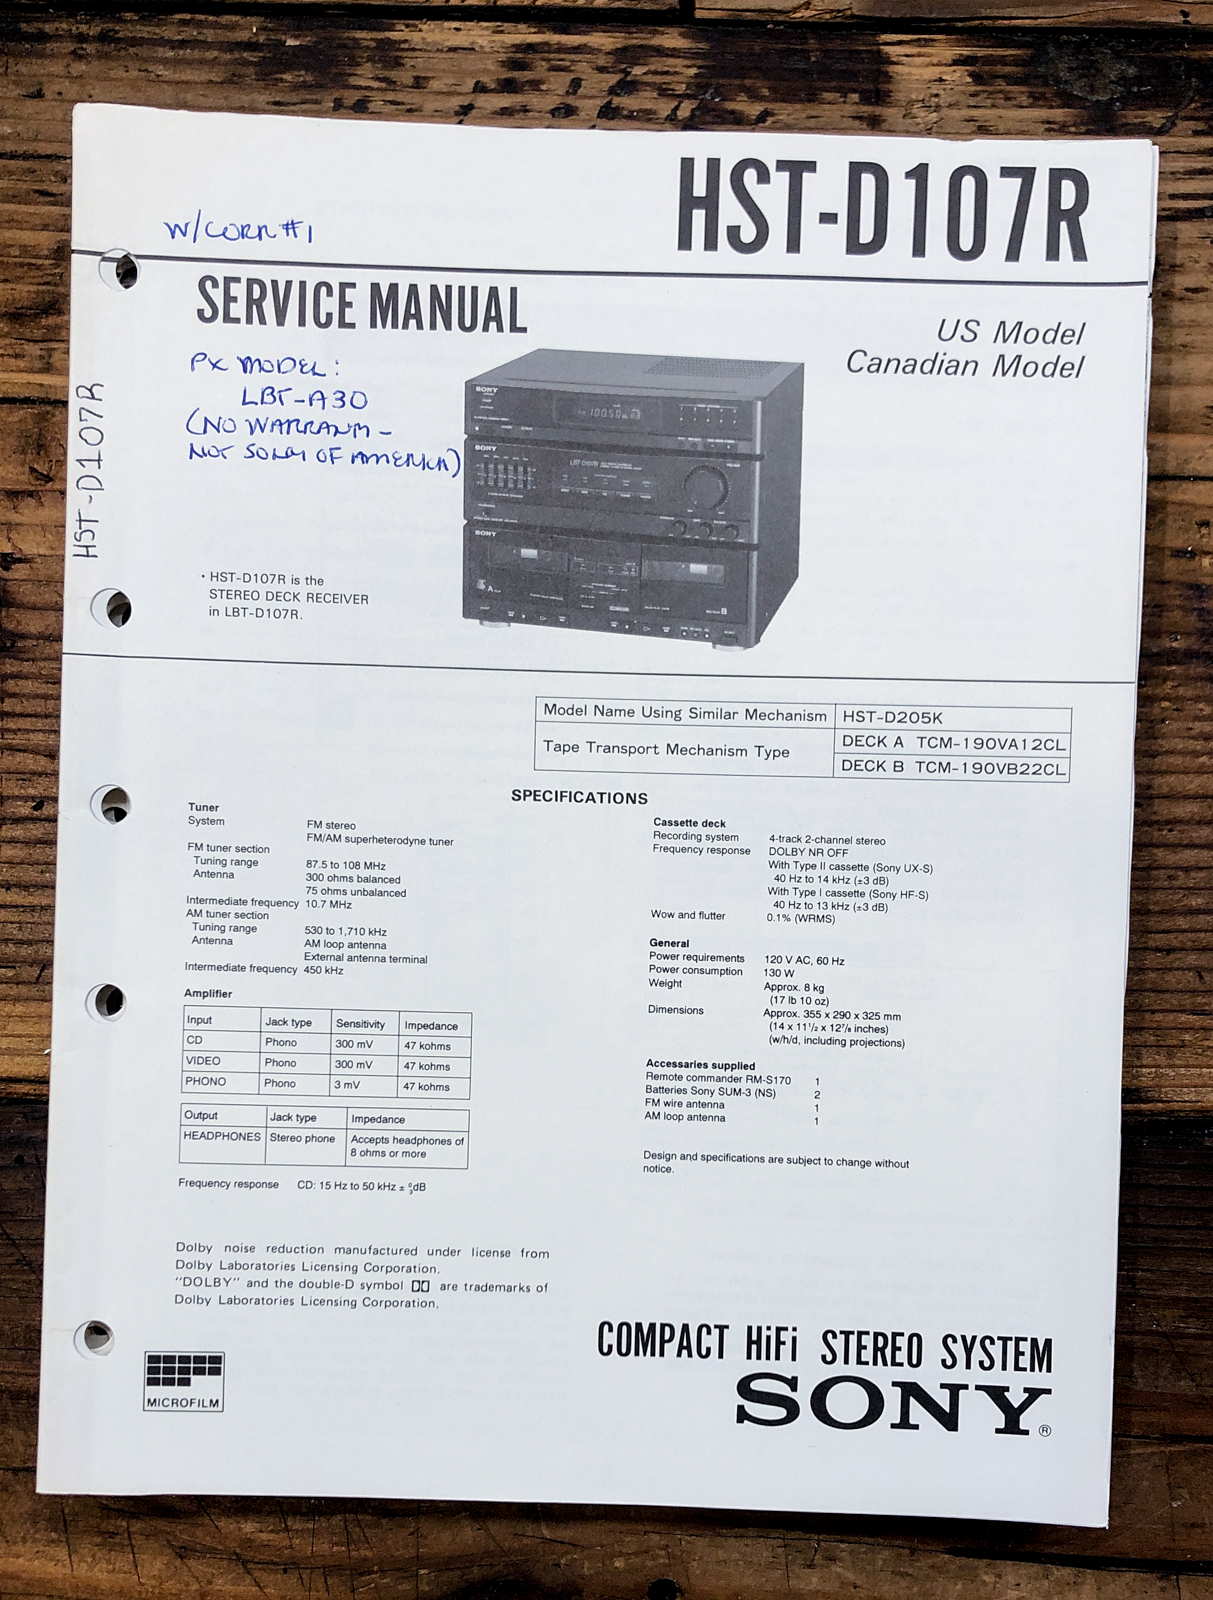 HST-D107R
W/CORR #1
SERVICE MANUAL
US Model
Canadian Model
PX MODEL:
LBT-A30
(NO WARRANTY -
NOT SONY OF AMERICA)
HST-D107R
SONY
SONY
SONY
• HST-D107R is the
STEREO DECK RECEIVER
in LBT-D107R.
Model Name Using Similar Mechanism HST-D205K
Tape Transport Mechanism Type
DECK A TCM-190VA12CL
DECK B TCM-190VB22CL
SPECIFICATIONS
Tuner
System FM stereo
FM/AM superheterodyne tuner
FM tuner section
Tuning range 87.5 to 108 MHz
Antenna 300 ohms balanced
75 ohms unbalanced
Intermediate frequency 10.7 MHz
AM tuner section
Tuning range 530 to 1,710 kHz
Antenna AM loop antenna
External antenna terminal
Intermediate frequency 450 kHz
Amplifier
Input Jack type Sensitivity Impedance
CD Phono 300 mV 47 kohms
VIDEO Phono 300 mV 47 kohms
PHONO Phono 3 mV 47 kohms
Output Jack type Impedance
HEADPHONES Stereo phone Accepts headphones of
8 ohms or more
Frequency response CD: 15 Hz to 50 kHz ± 0/3 dB
Cassette deck
Recording system 4-track 2-channel stereo
Frequency response DOLBY NR OFF
With Type II cassette (Sony UX-S)
40 Hz to 14 kHz (±3 dB)
With Type I cassette (Sony HF-S)
40 Hz to 13 kHz (±3 dB)
Wow and flutter 0.1% (WRMS)
General
Power requirements 120 V AC, 60 Hz
Power consumption 130 W
Weight Approx. 8 kg
(17 lb 10 oz)
Dimensions Approx. 355 x 290 x 325 mm
(14 x 11 1/2 x 12 7/8 inches)
(w/h/d, including projections)
Accessaries supplied
Remote commander RM-S170 1
Batteries Sony SUM-3 (NS) 2
FM wire antenna 1
AM loop antenna 1
Design and specifications are subject to change without
notice.
Dolby noise reduction manufactured under license from
Dolby Laboratories Licensing Corporation.
"DOLBY" and the double-D symbol are trademarks of
Dolby Laboratories Licensing Corporation.
MICROFILM
COMPACT HiFi STEREO SYSTEM
SONY®